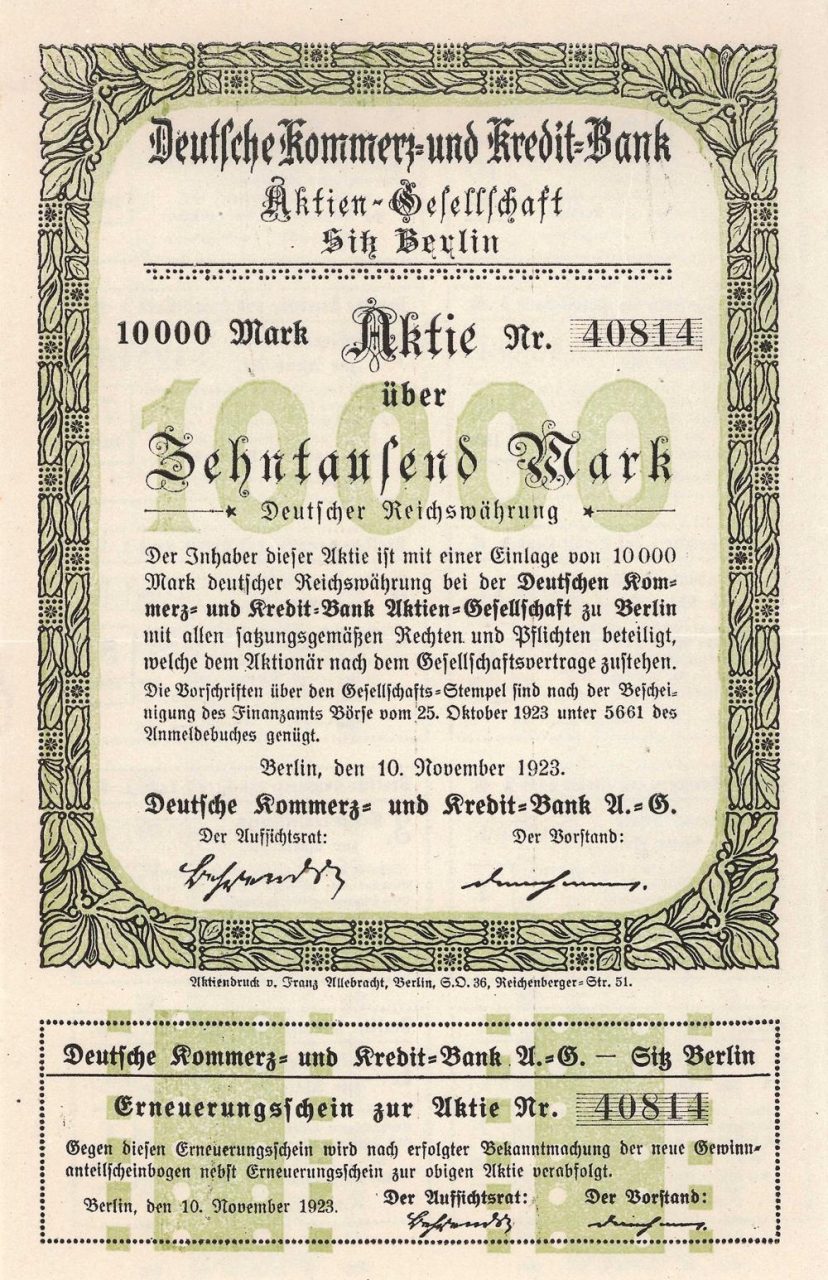 Deutsche Kommerz- und Kredit-Bank
Aktien-Gesellschaft
Sitz Berlin
10000 Mark Aktie Nr. 40814
über
10000
Zehntausend Mark
Deutscher Reichswährung
Der Inhaber dieser Aktie ist mit einer Einlage von 10000
Mark deutscher Reichswährung bei der Deutschen Kom-
merz- und Kredit-Bank Aktien-Gesellschaft zu Berlin
mit allen satzungsgemäßen Rechten und Pflichten beteiligt,
welche dem Aktionär nach dem Gesellschaftsvertrage zustehen.
Die Vorschriften über den Gesellschafts-Stempel sind nach der Beschei-
nigung des Finanzamts Börse vom 25. Oktober 1923 unter 5661 des
Anmeldebuches genügt.
Berlin, den 10. November 1923.
Deutsche Kommerz- und Kredit-Bank A.-G.
Der Aufsichtsrat: Der Vorstand:
Aktiendruck v. Franz Allebracht, Berlin, S.O. 36, Reichenberger-Str. 51.
Deutsche Kommerz- und Kredit-Bank A.-G. — Sitz Berlin
Erneuerungsschein zur Aktie Nr. 40814
Gegen diesen Erneuerungsschein wird nach erfolgter Bekanntmachung der neue Gewinn-
anteilscheinbogen nebst Erneuerungsschein zur obigen Aktie verabfolgt.
Berlin, den 10. November 1923. Der Aufsichtsrat: Der Vorstand: